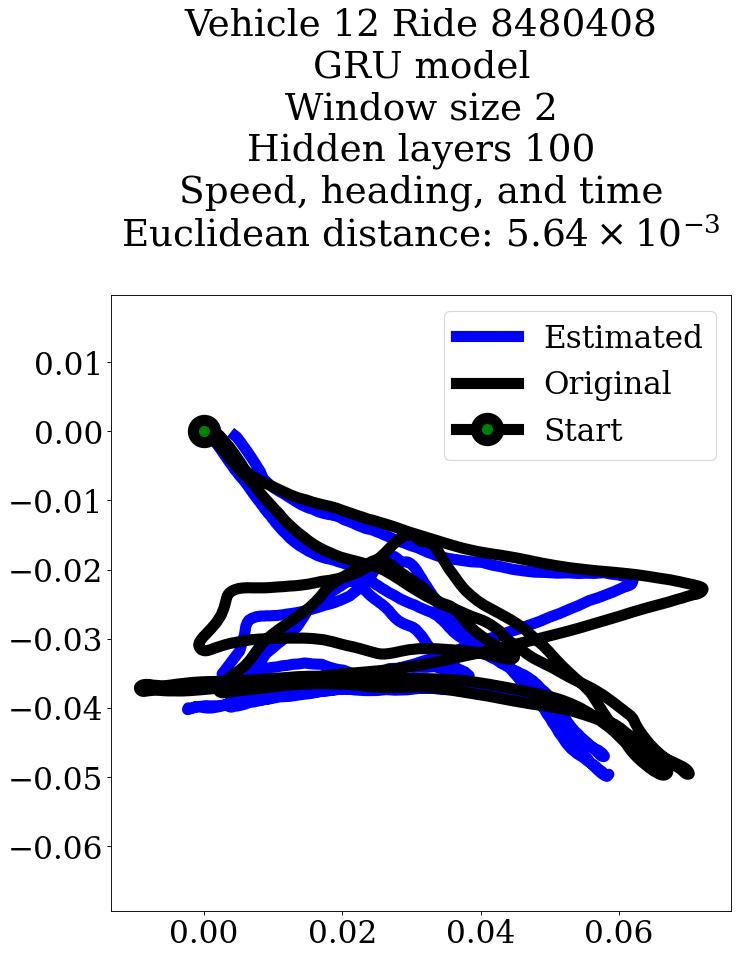 Vehicle 12 Ride 8480408
GRU model
Window size 2
Hidden layers 100
Speed, heading, and time
Euclidean distance: 5.64 × 10⁻³
Estimated
Original
Start
0.01
0.00
−0.01
−0.02
−0.03
−0.04
−0.05
−0.06
0.00 0.02 0.04 0.06